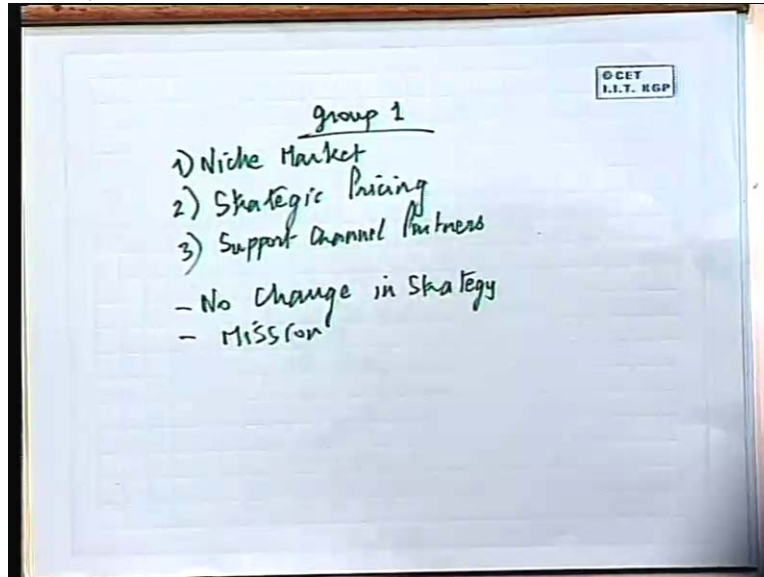 © CET
I.I.T. KGP
group 1
1) Niche Market
2) Strategic Pricing
3) Support Channel Partners
- No Change in Strategy
- Mission